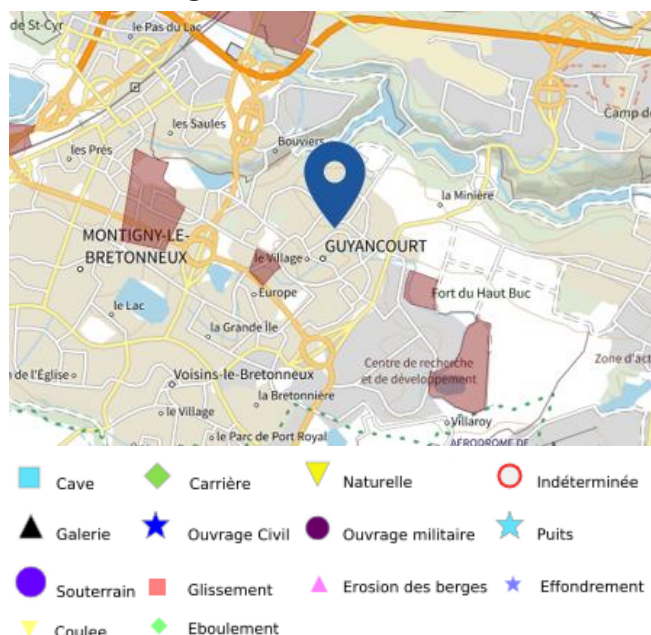 de St-Cyr
le Pas du Lac
les Saules
Camp d
Bouviers
les Prés
la Minière
MONTIGNY-LE-
BRETONNEUX
le Village
GUYANCOURT
Europe
Fort du Haut Buc
le Lac
la Grande Île
Centre de recherche
et de développement
Zone d'act
n de l'Église
Voisins-le-Bretonneux
la Bretonnière
le Village
Villaroy
le Parc de Port Royal
AÉRODROME DE
Cave
Carrière
Naturelle
Indéterminée
Galerie
Ouvrage Civil
Ouvrage militaire
Puits
Souterrain
Glissement
Erosion des berges
Effondrement
Coulee
Eboulement